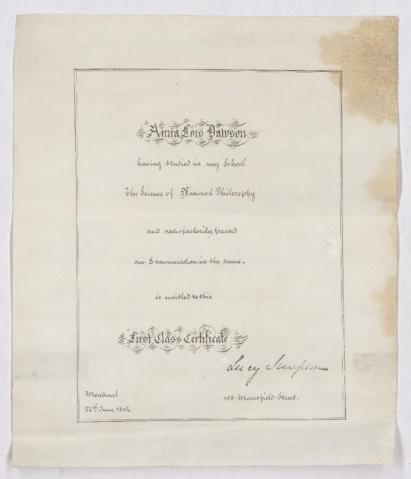 Anna Lois Dawson
having studied in my School
The Science of Natural Philosophy
and satisfactorily passed
an Examination in the same.
is entitled to this
First Class Certificate
Lucy Simpson
Montreal
108 Mansfield Street.
June